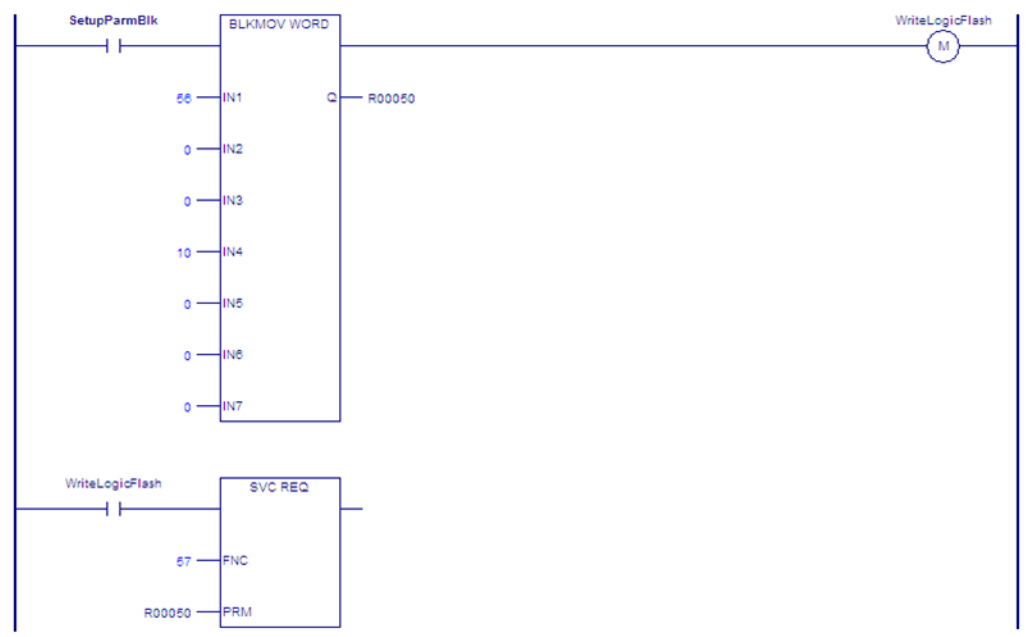 SetupParmBlk
BLKMOV WORD
WriteLogicFlash
M
56 IN1 Q R00050
0 IN2
0 IN3
10 IN4
0 IN5
0 IN6
0 IN7
WriteLogicFlash
SVC REQ
57 FNC
R00050 PRM